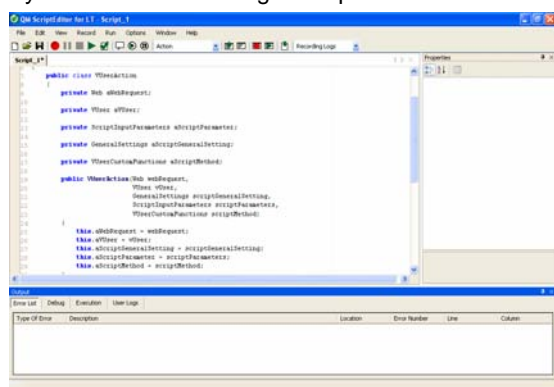 QM ScriptEditor for LT - Script_1
File Edit View Record Run Options Window Help
Action Recording Logs
Script_1* Properties
public class VUserAction
{
private Web aWebRequest;
private VUser aVUser;
private ScriptInputParameters aScriptParameter;
private GeneralSettings aScriptGeneralSetting;
private VUserCustomFunctions aScriptMethod;
public VUserAction(Web webRequest,
VUser vUser,
GeneralSettings scriptGeneralSetting,
ScriptInputParameters scriptParameters,
VUserCustomFunctions scriptMethod)
{
this.aWebRequest = webRequest;
this.aVUser = vUser;
this.aScriptGeneralSetting = scriptGeneralSetting;
this.aScriptParameter = scriptParameters;
this.aScriptMethod = scriptMethod;
Output
Error List Debug Execution User Logs
Type Of Error Description Location Error Number Line Column